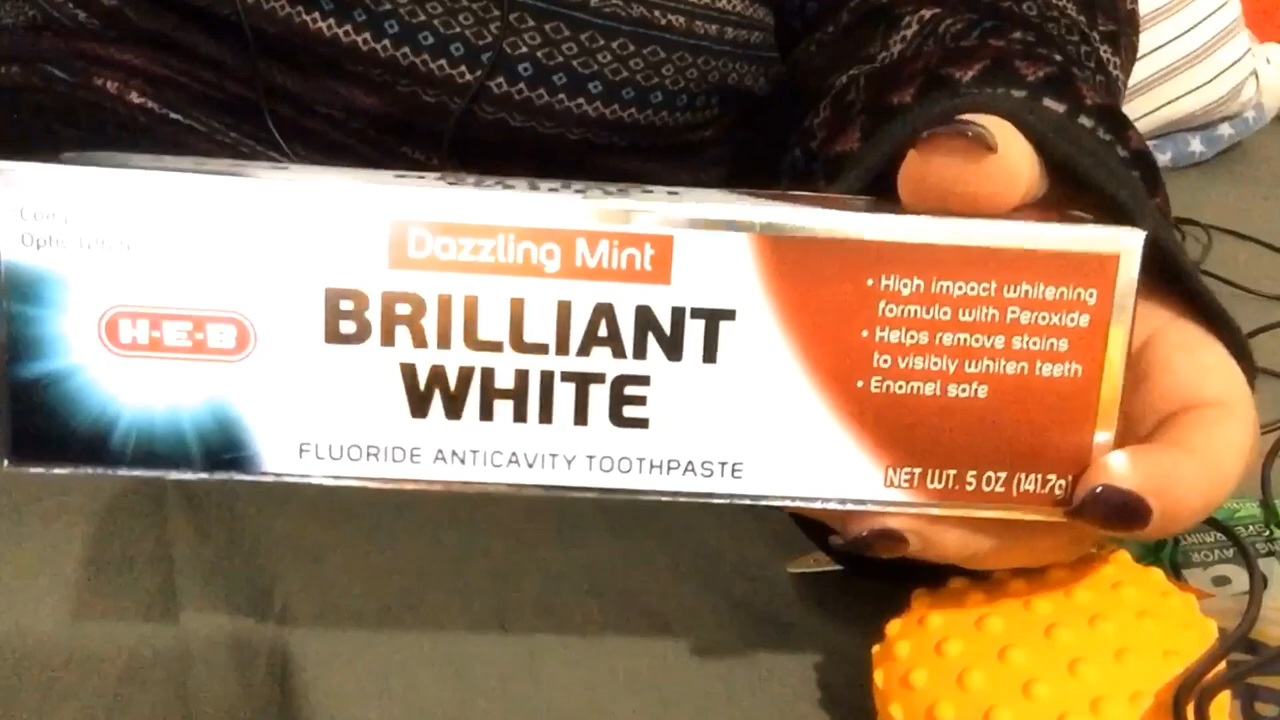 Dazzling Mint
H-E-B
BRILLIANT
WHITE
FLUORIDE ANTICAVITY TOOTHPASTE
• High impact whitening
formula with Peroxide
• Helps remove stains
to visibly whiten teeth
• Enamel safe
NET WT. 5 OZ (141.7g)